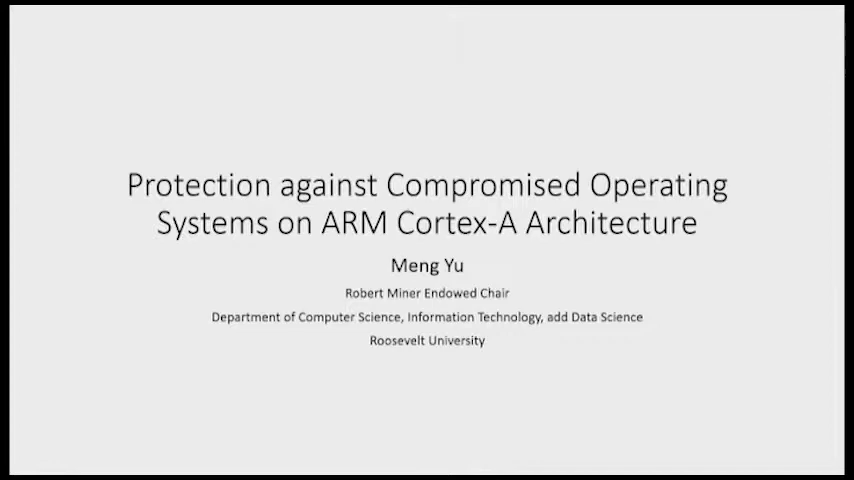 Protection against Compromised Operating
Systems on ARM Cortex-A Architecture
Meng Yu
Robert Miner Endowed Chair
Department of Computer Science, Information Technology, add Data Science
Roosevelt University